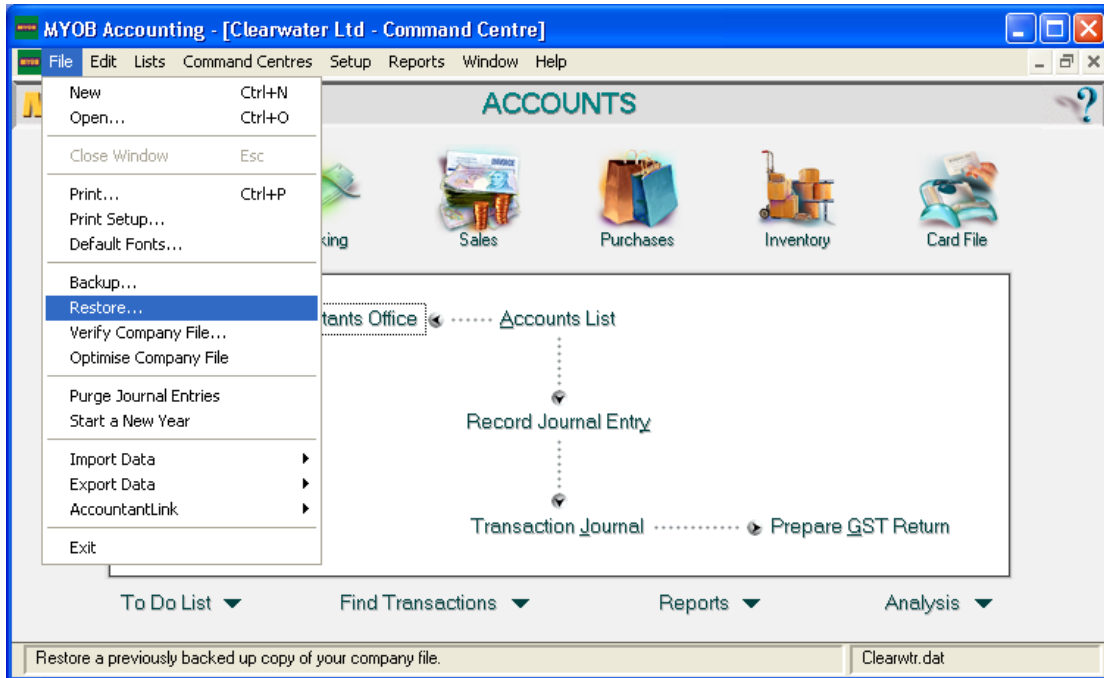 MYOB Accounting - [Clearwater Ltd - Command Centre]
File Edit Lists Command Centres Setup Reports Window Help
ACCOUNTS
New Ctrl+N
Open... Ctrl+O
Close Window Esc
Print... Ctrl+P
Print Setup...
Default Fonts...
Backup...
Restore...
Verify Company File...
Optimise Company File
Purge Journal Entries
Start a New Year
Import Data
Export Data
AccountantLink
Exit
king Sales Purchases Inventory Card File
INVOICE
tants Office Accounts List
Record Journal Entry
Transaction Journal Prepare GST Return
To Do List Find Transactions Reports Analysis
Restore a previously backed up copy of your company file. Clearwtr.dat